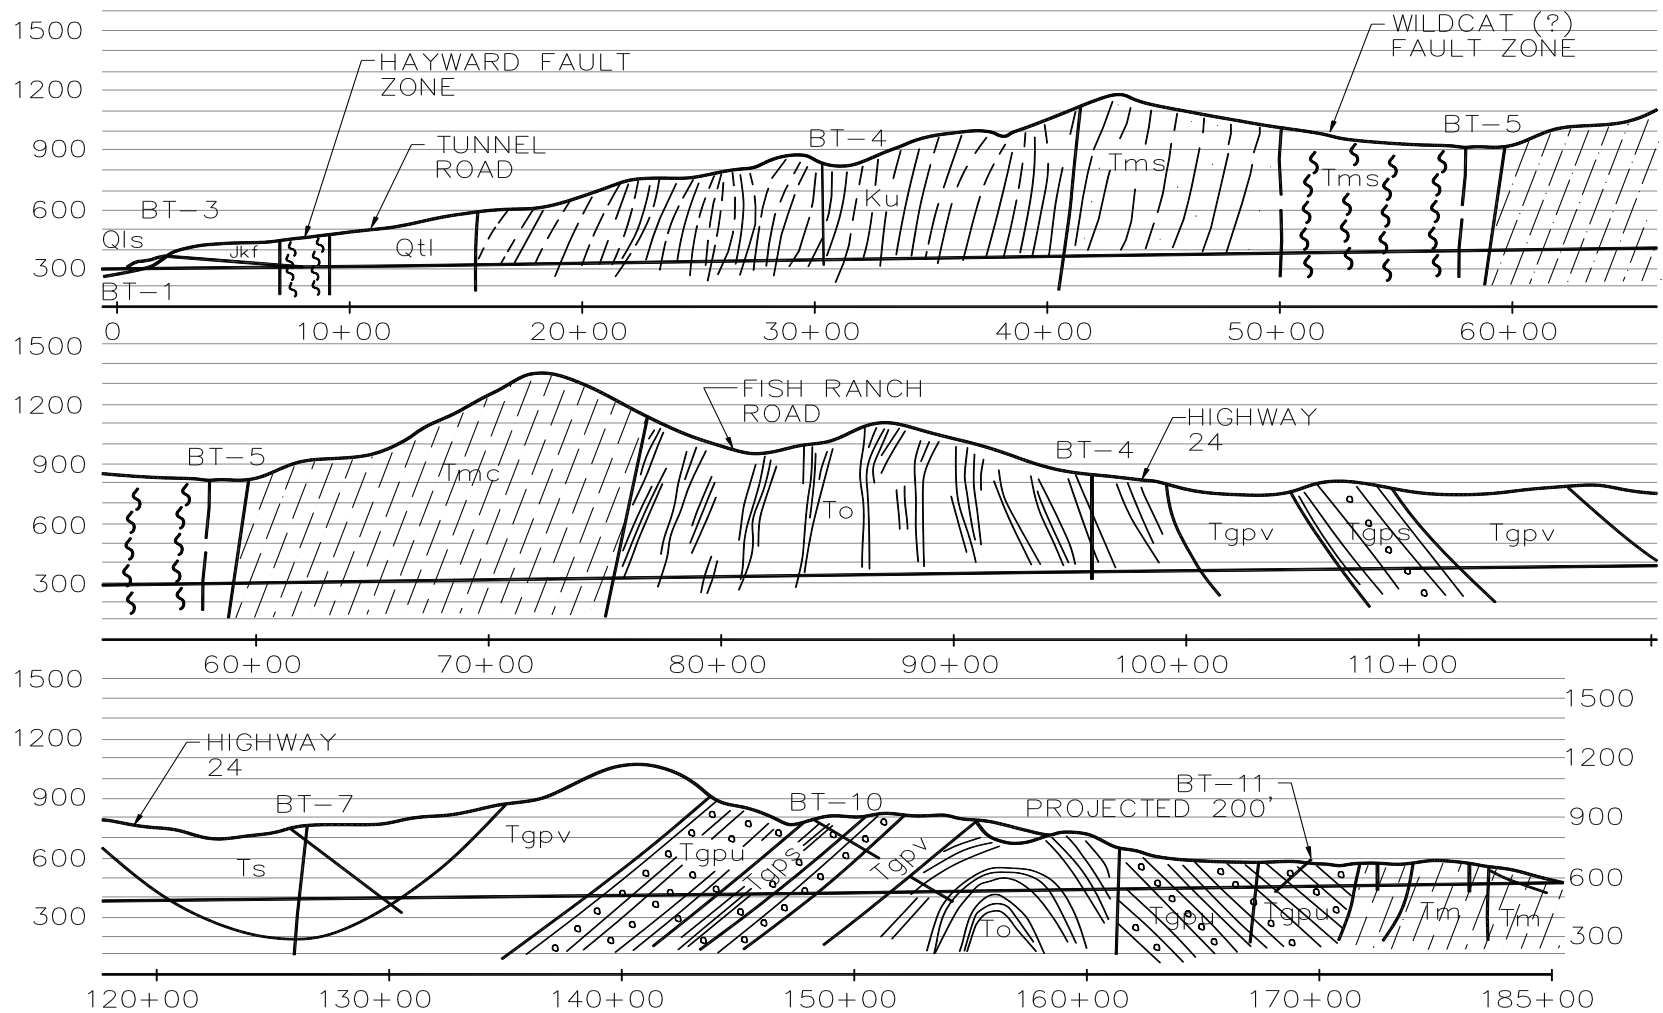 1500
WILDCAT (?)
FAULT ZONE
HAYWARD FAULT
ZONE
1200
BT-5
BT-4
TUNNEL
ROAD
900
Tms
Tms
Ku
600
BT-3
Qls
Jkf
Qtl
300
BT-1
0 10+00 20+00 30+00 40+00 50+00 60+00
1500
FISH RANCH
ROAD
1200
HIGHWAY
24
BT-5
BT-4
900
Tmc
To
600
Tgpv Tgps Tgpv
300
60+00 70+00 80+00 90+00 100+00 110+00
1500
1500
HIGHWAY
24
1200
1200
BT-11,
PROJECTED 200'
900
BT-7
BT-10
900
Tgpv
600
Ts
Tgpu
Tgps
Tgpv
600
300
To
Tgpu
Tgpu
Tm
Tm
300
120+00 130+00 140+00 150+00 160+00 170+00 185+00